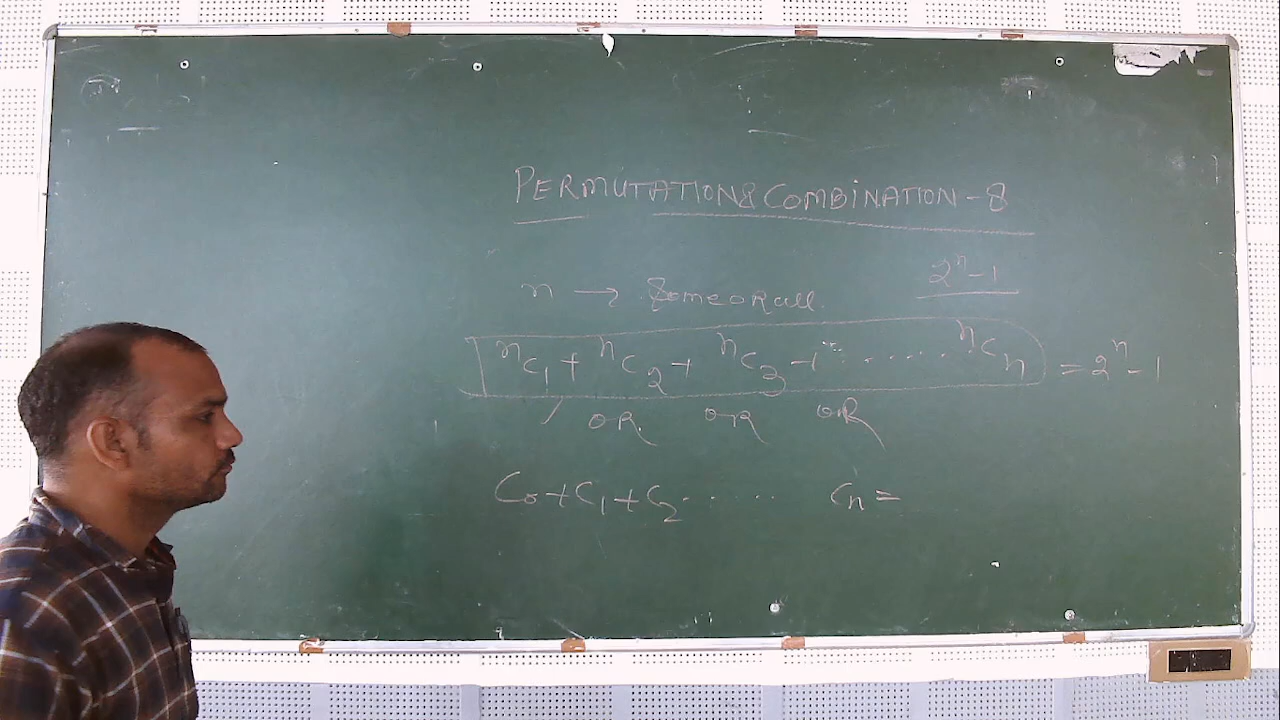 PERMUTATION & COMBINATION - 8
2ⁿ - 1
n → Some or all.
ⁿC₁ + ⁿC₂ + ⁿC₃ + ....... ⁿCₙ = 2ⁿ - 1
OR OR OR
C₀ + C₁ + C₂ ...... Cₙ =